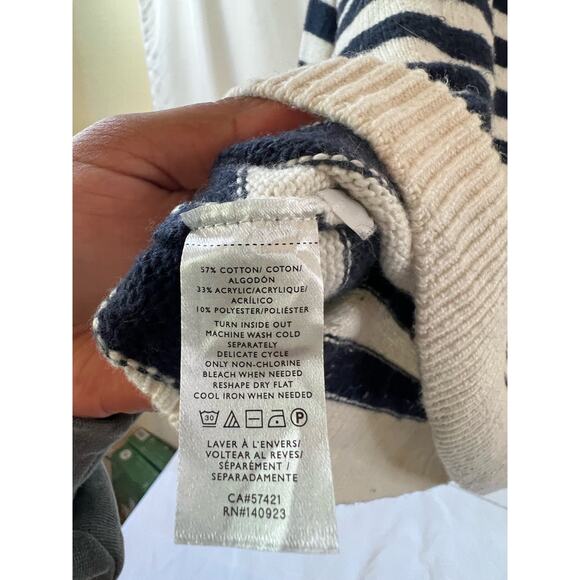 57% COTTON/ COTON/
ALGODÓN
33% ACRYLIC/ACRYLIQUE/
ACRÍLICO
10% POLYESTER/POLIÉSTER
TURN INSIDE OUT
MACHINE WASH COLD
SEPARATELY
DELICATE CYCLE
ONLY NON-CHLORINE
BLEACH WHEN NEEDED
RESHAPE DRY FLAT
COOL IRON WHEN NEEDED
30 P
LAVER À L'ENVERS/
VOLTEAR AL REVES/
SÉPARÉMENT /
SEPARADAMENTE
CA#57421
RN#140923